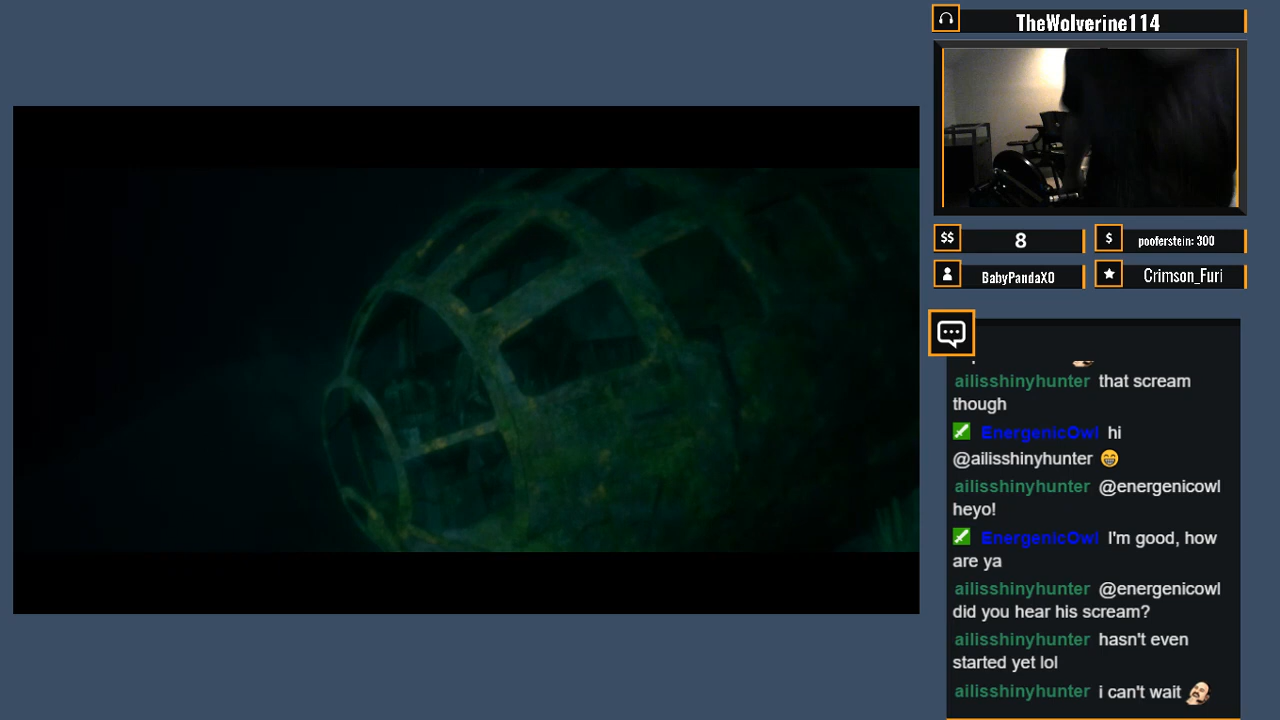 TheWolverine114
$$ 8
$ pooferstein: 300
BabyPandaXO
Crimson_Furi
ailisshinyhunter that scream
though
EnergenicOwl hi
@ailisshinyhunter
ailisshinyhunter @energenicowl
heyo!
EnergenicOwl I'm good, how
are ya
ailisshinyhunter @energenicowl
did you hear his scream?
ailisshinyhunter hasn't even
started yet lol
ailisshinyhunter i can't wait